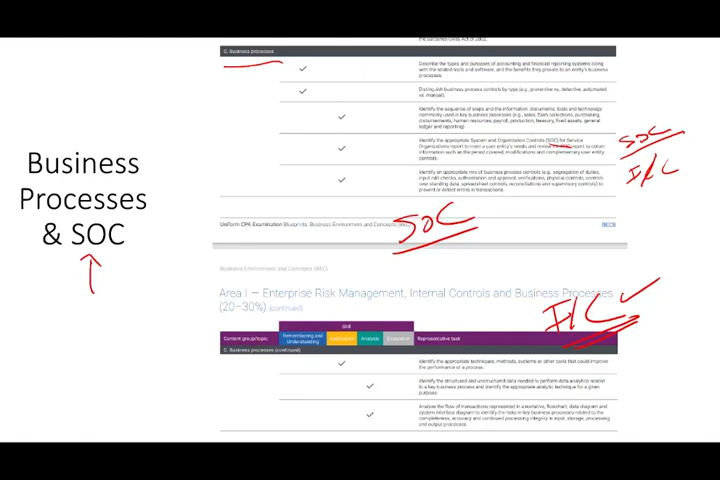 Business
Processes
& SOC
the Sarbanes-Oxley Act of 2002.
C. Business processes
Describe the types and purposes of accounting and financial reporting systems along
with the related tools and software, and the benefits they provide to an entity's business
processes.
Distinguish business process controls by type (e.g., preventive vs. detective, automated
vs. manual).
Identify the sequence of steps and the information, documents, tools and technology
commonly used in key business processes (e.g., sales, cash collections, purchasing,
disbursements, human resources, payroll, production, treasury, fixed assets, general
ledger and reporting)
Identify the appropriate System and Organization Controls (SOC) for Service
Organizations report to meet a user entity's needs and review report to obtain
information such as the period covered, modifications and complementary user entity
controls.
Identify an appropriate mix of business process controls (e.g., segregation of duties,
input edit checks, authorization and approval, verifications, physical controls, controls
over standing data, spreadsheet controls, reconciliations and supervisory controls) to
prevent or detect errors in transactions.
SOC
I/C
Uniform CPA Examination Blueprints: Business Environment and Concepts (BEC)
BEC8
SOC
Business Environment and Concepts (BEC)
Area I — Enterprise Risk Management, Internal Controls and Business Processes
(20–30%) (continued)
I/C
Skill
Content group/topic
Remembering and
Understanding
Application
Analysis
Evaluation
Representative task
C. Business processes (continued)
Identify the appropriate techniques, methods, systems or other tools that could improve
the performance of a process.
Identify the structured and unstructured data needed to perform data analytics related
to a key business process and identify the appropriate analytic technique for a given
purpose.
Analyze the flow of transactions represented in a narrative, flowchart, data diagram and
system interface diagram to identify the risks in key business processes related to the
completeness, accuracy and continued processing integrity in input, storage, processing
and output processes.